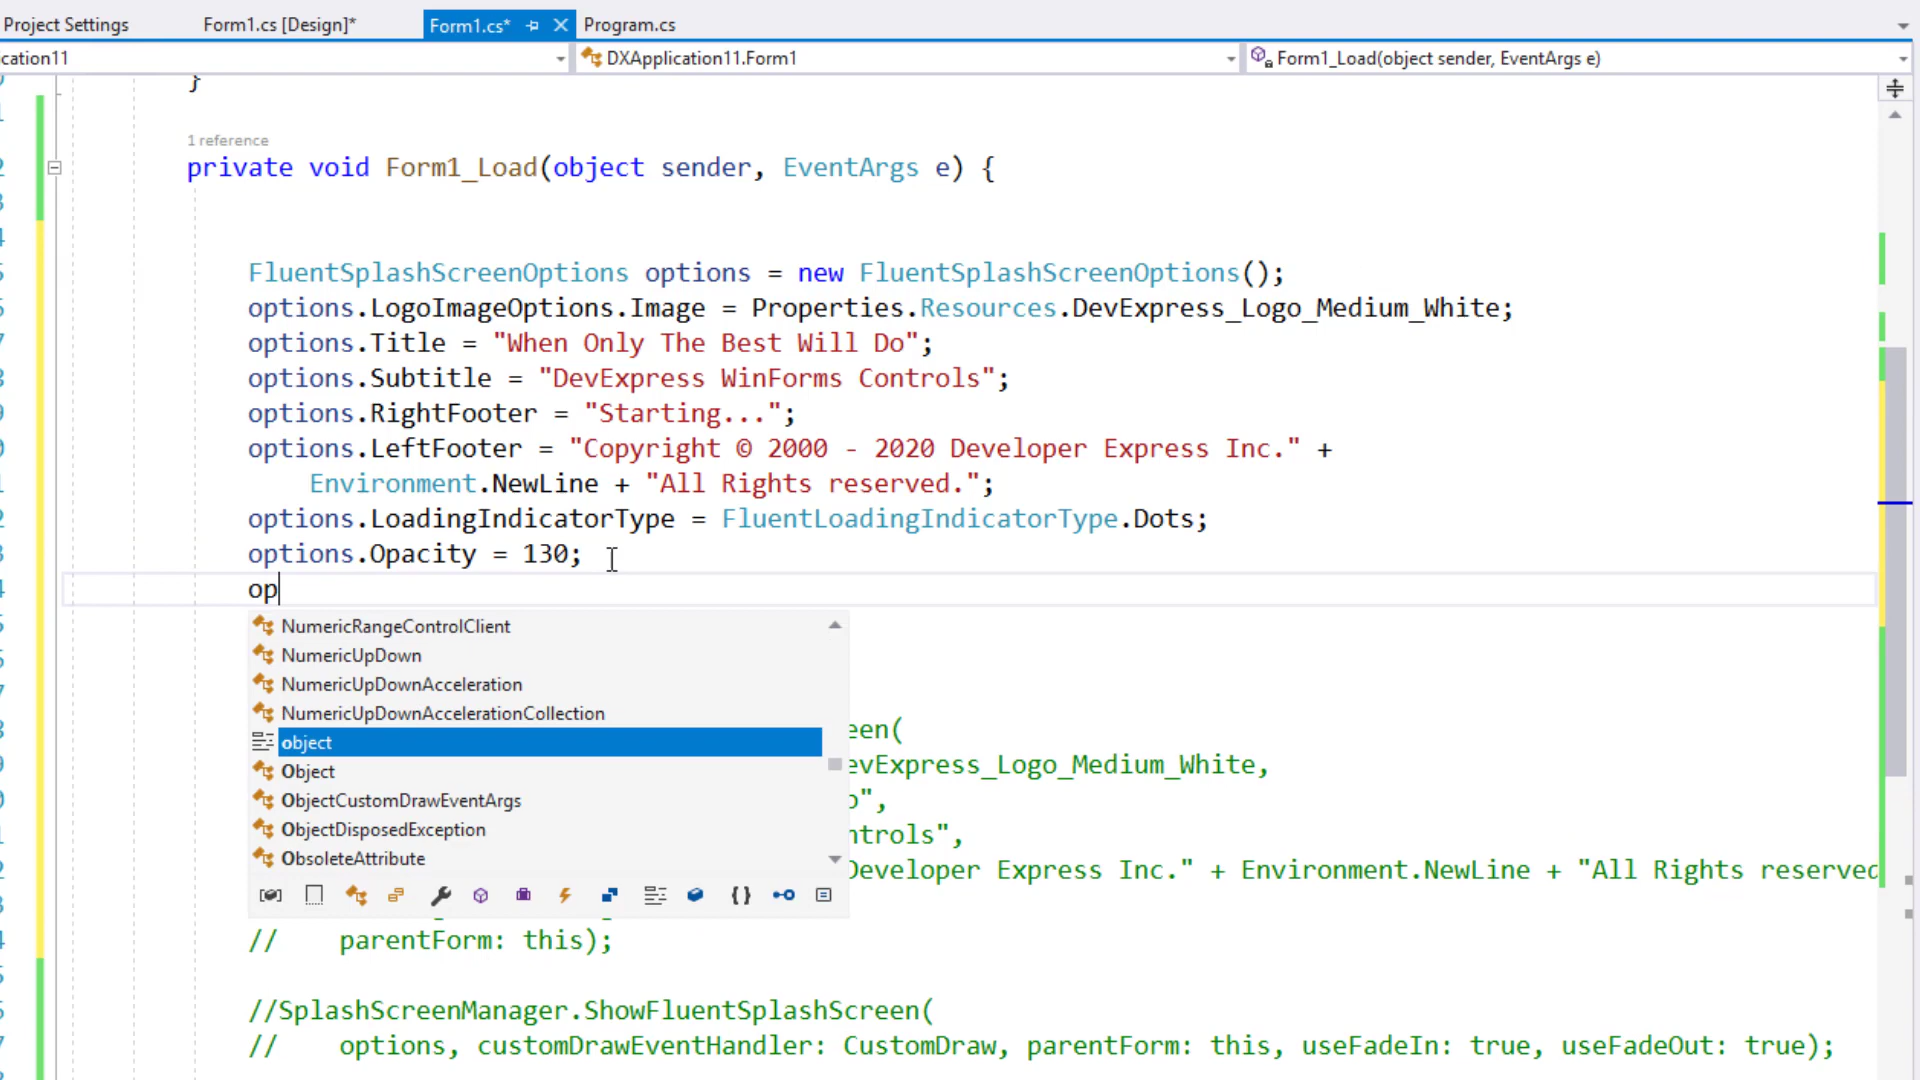 Project Settings
Form1.cs [Design]*
Form1.cs*
Program.cs
cation11
DXApplication11.Form1
Form1_Load(object sender, EventArgs e)
}
1 reference
private void Form1_Load(object sender, EventArgs e) {
FluentSplashScreenOptions options = new FluentSplashScreenOptions();
options.LogoImageOptions.Image = Properties.Resources.DevExpress_Logo_Medium_White;
options.Title = "When Only The Best Will Do";
options.Subtitle = "DevExpress WinForms Controls";
options.RightFooter = "Starting...";
options.LeftFooter = "Copyright © 2000 - 2020 Developer Express Inc." +
Environment.NewLine + "All Rights reserved.";
options.LoadingIndicatorType = FluentLoadingIndicatorType.Dots;
options.Opacity = 130;
op
NumericRangeControlClient
NumericUpDown
NumericUpDownAcceleration
NumericUpDownAccelerationCollection
een(
object
evExpress_Logo_Medium_White,
Object
o",
ObjectCustomDrawEventArgs
ntrols",
ObjectDisposedException
Developer Express Inc." + Environment.NewLine + "All Rights reserved
ObsoleteAttribute
// parentForm: this);
//SplashScreenManager.ShowFluentSplashScreen(
// options, customDrawEventHandler: CustomDraw, parentForm: this, useFadeIn: true, useFadeOut: true);